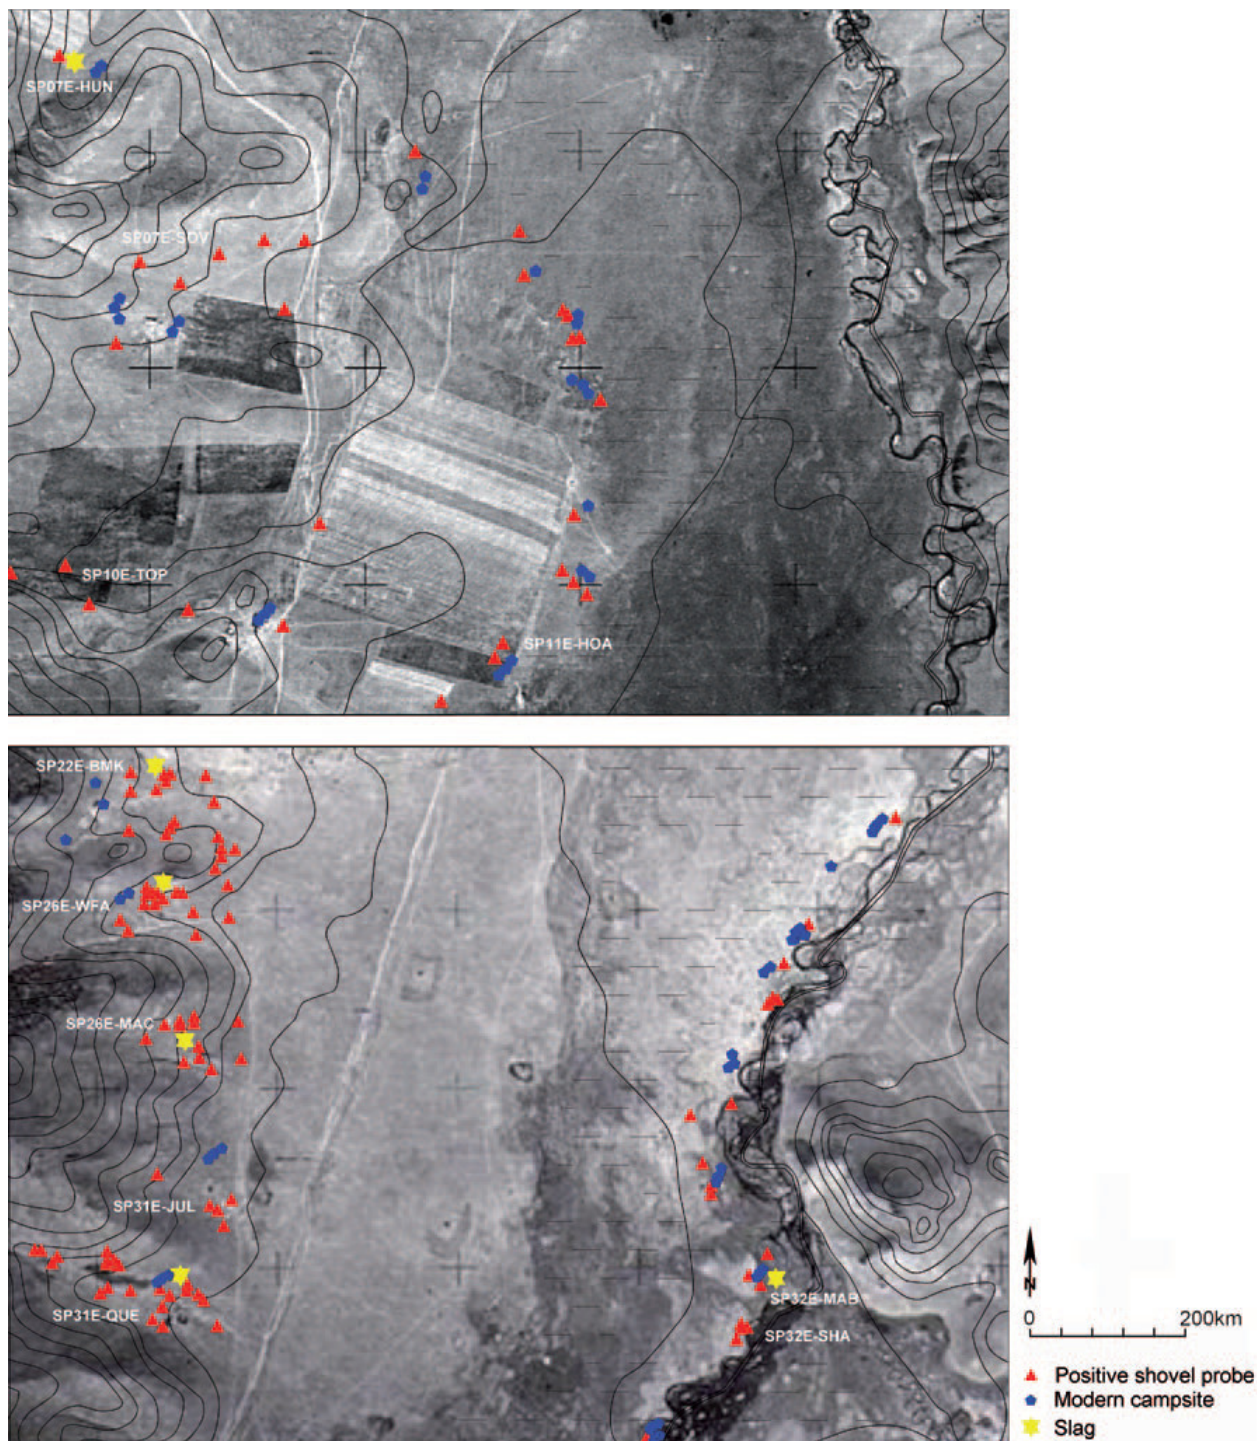 SP07E-HUN
SP07E-SOV
SP10E-TOP
SP11E-HOA
SP22E-BMK
SP26E-WFA
SP26E-MAC
SP31E-JUL
SP31E-QUE
SP32E-MAB
SP32E-SHA
N
0 200km
Positive shovel probe
Modern campsite
Slag